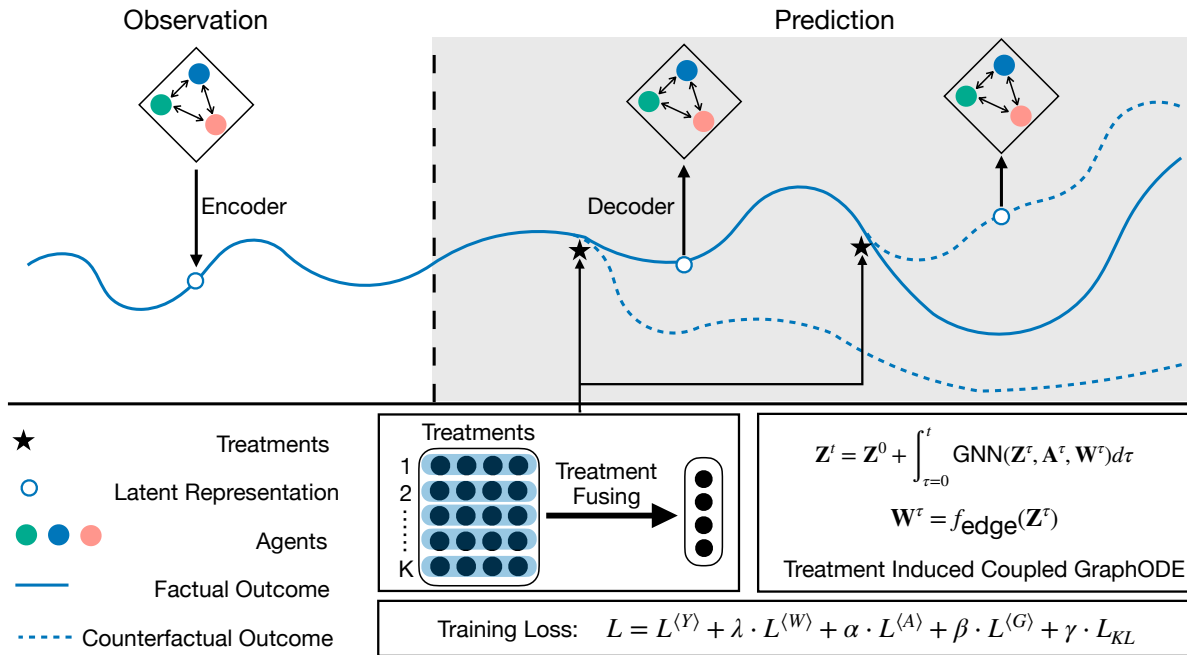 Observation
Prediction
Encoder
Decoder
Treatments
Latent Representation
Agents
Factual Outcome
Counterfactual Outcome
Treatments
1
2
......
K
Treatment
Fusing
Z^t = Z^0 + ∫_{τ=0}^{t} GNN(Z^τ, A^τ, W^τ)dτ
W^τ = f_edge(Z^τ)
Treatment Induced Coupled GraphODE
Training Loss: L = L^⟨Y⟩ + λ · L^⟨W⟩ + α · L^⟨A⟩ + β · L^⟨G⟩ + γ · L_KL